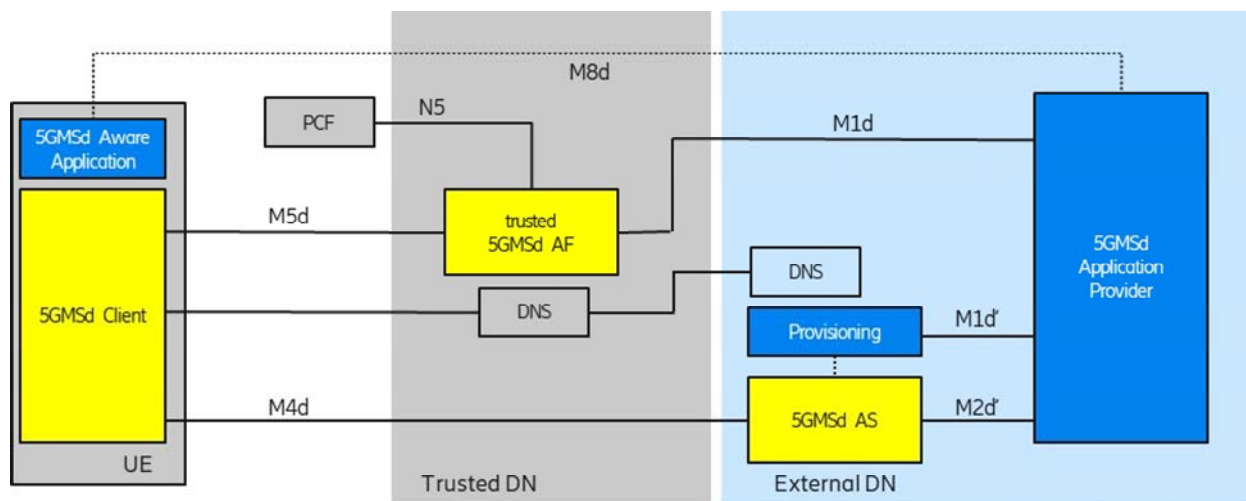 M8d
5GMSd Aware
Application
PCF
N5
M1d
M5d
trusted
5GMSd AF
5GMSd
Application
Provider
DNS
5GMSd Client
DNS
Provisioning
M1d'
M4d
5GMSd AS
M2d'
UE
Trusted DN
External DN